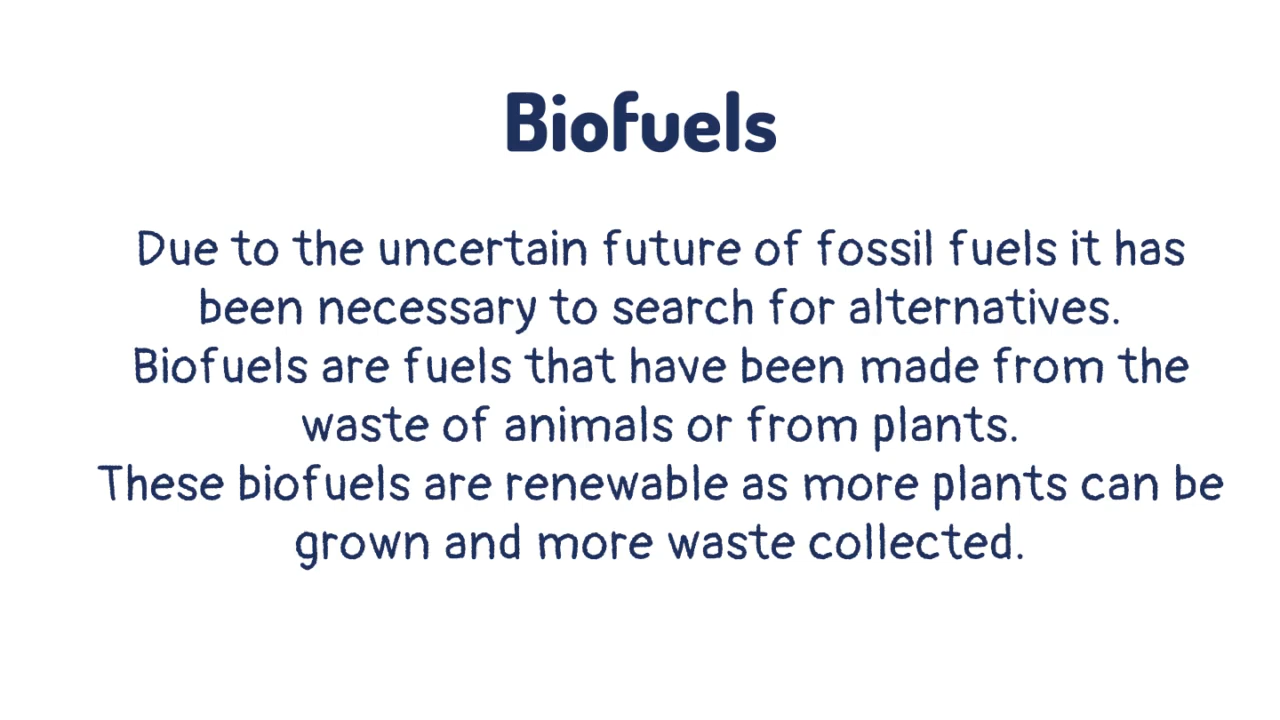 Biofuels
Due to the uncertain future of fossil fuels it has
been necessary to search for alternatives.
Biofuels are fuels that have been made from the
waste of animals or from plants.
These biofuels are renewable as more plants can be
grown and more waste collected.